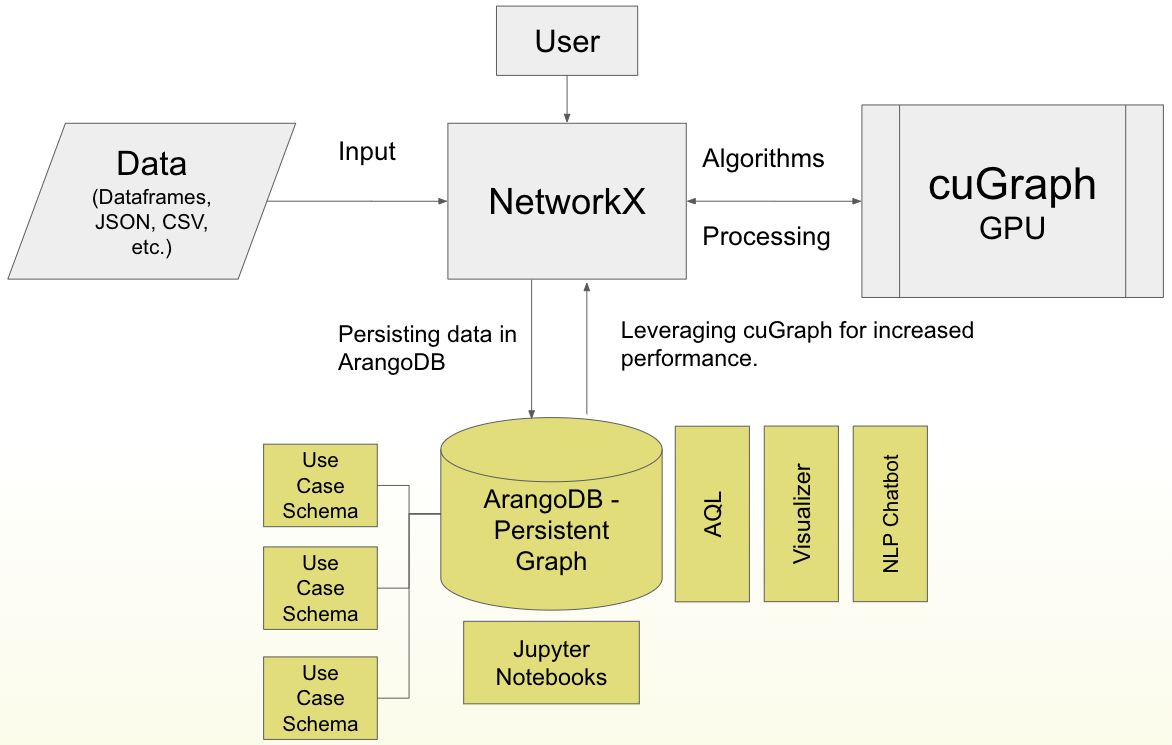 User
Data
(Dataframes,
JSON, CSV,
etc.)
Input
NetworkX
Algorithms
Processing
cuGraph
GPU
Persisting data in
ArangoDB
Leveraging cuGraph for increased
performance.
Use
Case
Schema
Use
Case
Schema
Use
Case
Schema
ArangoDB -
Persistent
Graph
AQL
Visualizer
NLP Chatbot
Jupyter
Notebooks